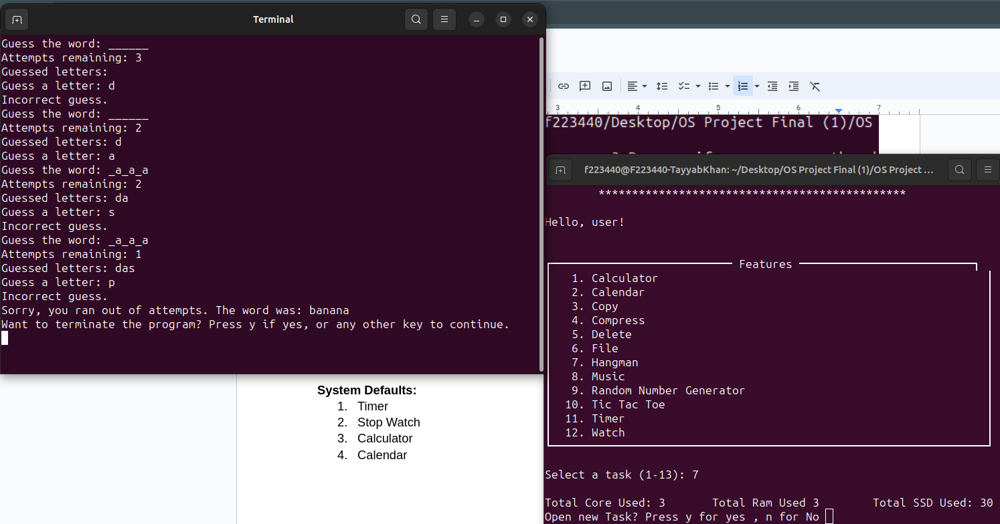 Terminal
Guess the word: ______
Attempts remaining: 3
Guessed letters:
Guess a letter: d
Incorrect guess.
Guess the word: ______
Attempts remaining: 2
Guessed letters: d
Guess a letter: a
Guess the word: _a_a_a
Attempts remaining: 2
Guessed letters: da
Guess a letter: s
Incorrect guess.
Guess the word: _a_a_a
Attempts remaining: 1
Guessed letters: das
Guess a letter: p
Incorrect guess.
Sorry, you ran out of attempts. The word was: banana
Want to terminate the program? Press y if yes, or any other key to continue.
System Defaults:
1. Timer
2. Stop Watch
3. Calculator
4. Calendar
3 4 5 6 7
f223440/Desktop/OS Project Final (1)/OS
f223440@F223440-TayyabKhan: ~/Desktop/OS Project Final (1)/OS Project ...
**********************************************
Hello, user!
Features
1. Calculator
2. Calendar
3. Copy
4. Compress
5. Delete
6. File
7. Hangman
8. Music
9. Random Number Generator
10. Tic Tac Toe
11. Timer
12. Watch
Select a task (1-13): 7
Total Core Used: 3 Total Ram Used 3 Total SSD Used: 30
Open new Task? Press y for yes , n for No